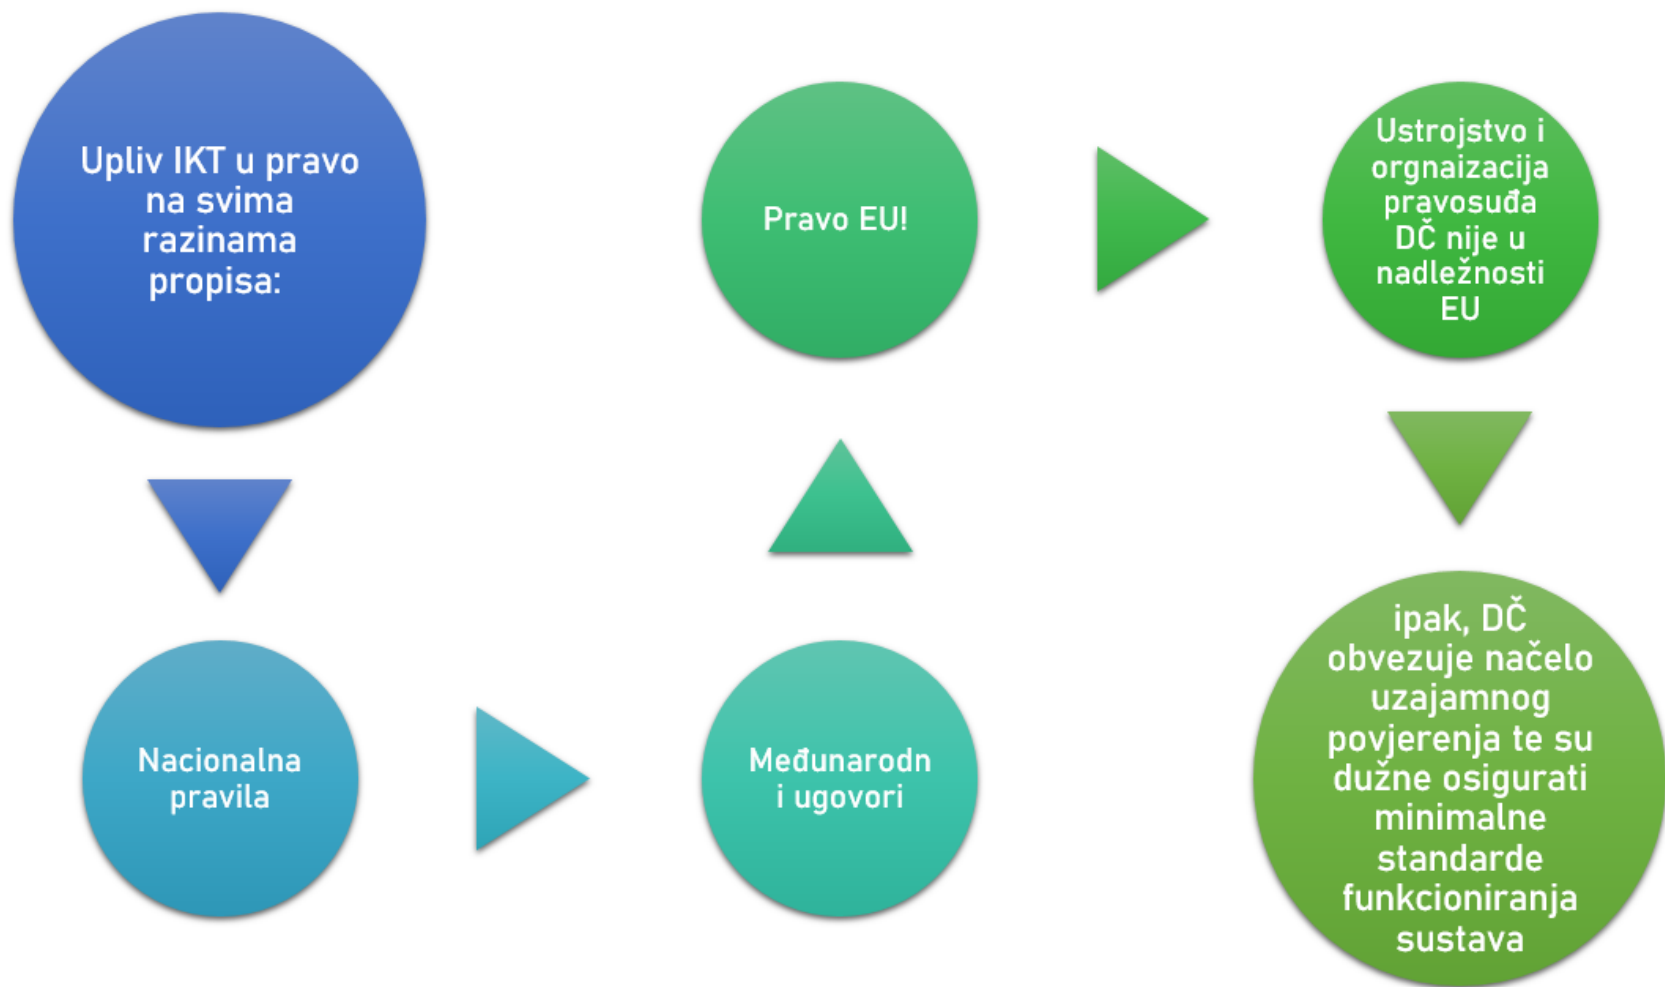 Upliv IKT u pravo
na svima
razinama
propisa:
Nacionalna
pravila
Međunarodn
i ugovori
Pravo EU!
Ustrojstvo i
orgnaizacija
pravosuđa
DČ nije u
nadležnosti
EU
ipak, DČ
obvezuje načelo
uzajamnog
povjerenja te su
dužne osigurati
minimalne
standarde
funkcioniranja
sustava